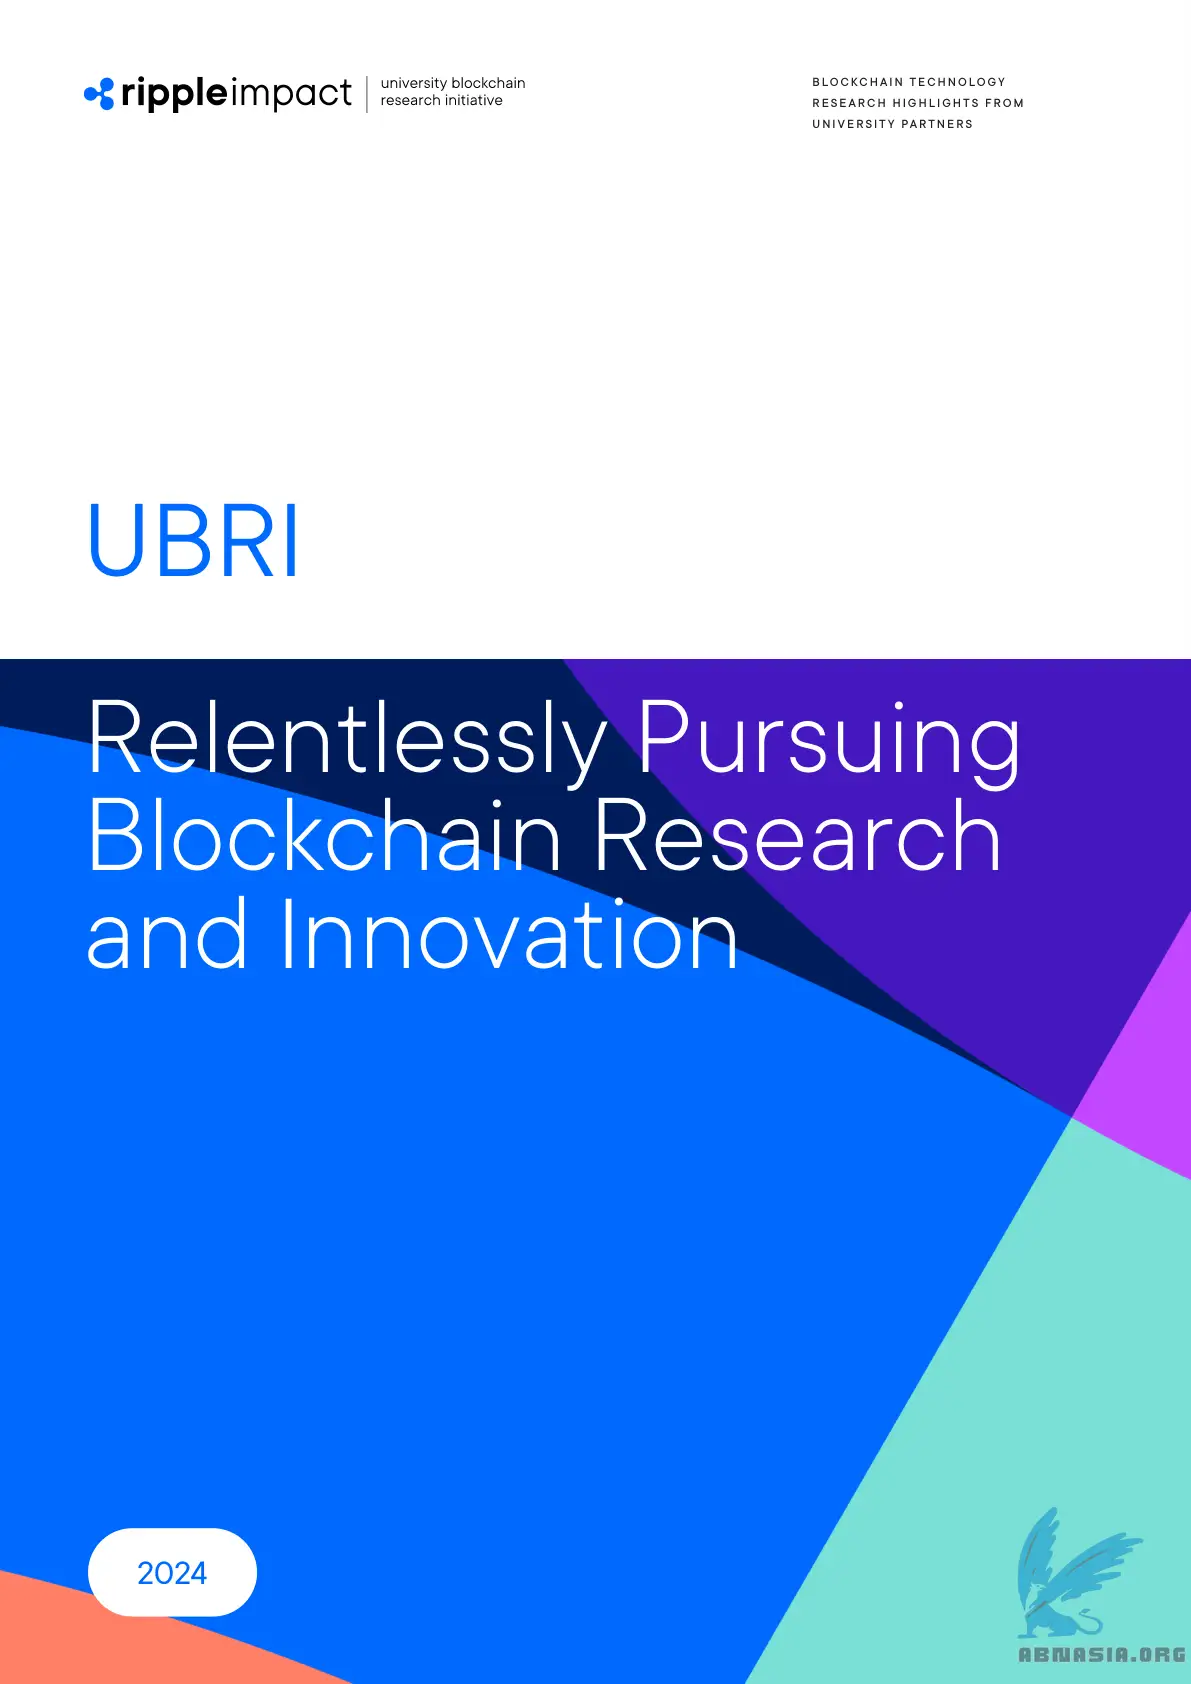 rippleimpact
university blockchain
research initiative
BLOCKCHAIN TECHNOLOGY
RESEARCH HIGHLIGHTS FROM
UNIVERSITY PARTNERS
UBRI
Relentlessly Pursuing
Blockchain Research
and Innovation
2024
ABNASIA.ORG